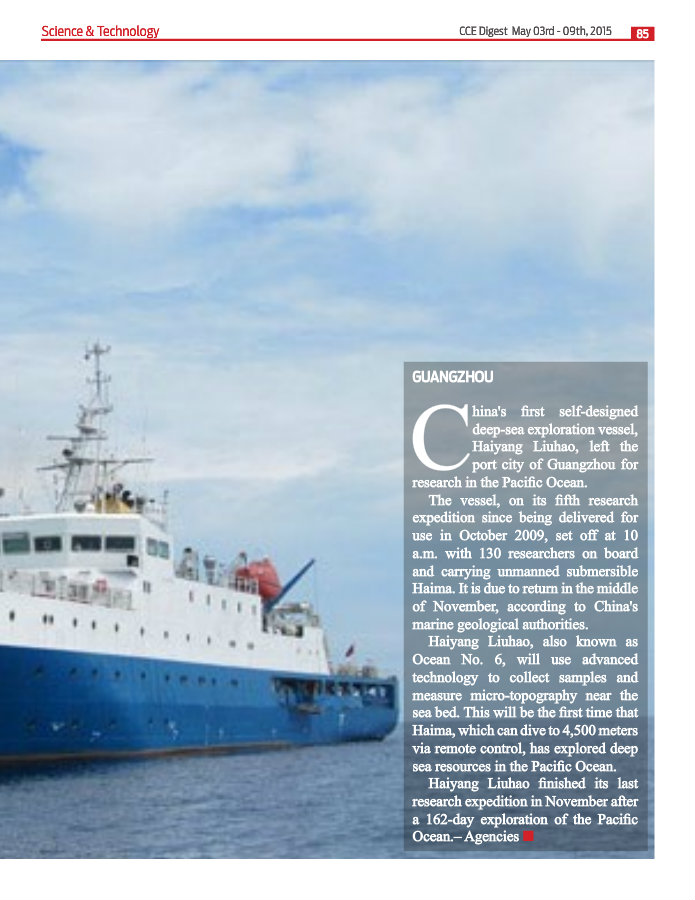 Science & Technology
CCE Digest May 03rd - 09th, 2015 85
GUANGZHOU
China's first self-designed
deep-sea exploration vessel,
Haiyang Liuhao, left the
port city of Guangzhou for
research in the Pacific Ocean.
The vessel, on its fifth research
expedition since being delivered for
use in October 2009, set off at 10
a.m. with 130 researchers on board
and carrying unmanned submersible
Haima. It is due to return in the middle
of November, according to China's
marine geological authorities.
Haiyang Liuhao, also known as
Ocean No. 6, will use advanced
technology to collect samples and
measure micro-topography near the
sea bed. This will be the first time that
Haima, which can dive to 4,500 meters
via remote control, has explored deep
sea resources in the Pacific Ocean.
Haiyang Liuhao finished its last
research expedition in November after
a 162-day exploration of the Pacific
Ocean.– Agencies